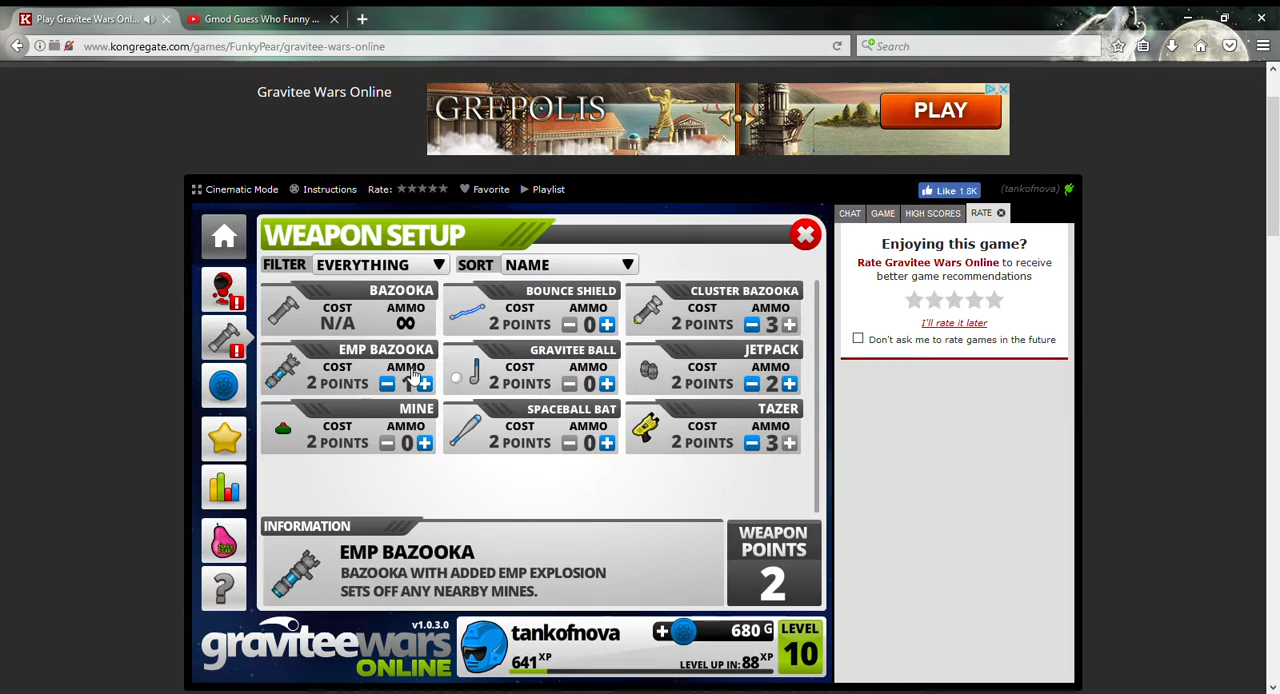 Play Gravitee Wars Onl...
Gmod Guess Who Funny ...
www.kongregate.com/games/FunkyPear/gravitee-wars-online
Search
Gravitee Wars Online
GREPOLIS
PLAY
Cinematic Mode
Instructions
Rate:
Favorite
Playlist
Like 1.8K
(tankofnova)
CHAT
GAME
HIGH SCORES
RATE
Enjoying this game?
Rate Gravitee Wars Online to receive
better game recommendations
I'll rate it later
Don't ask me to rate games in the future
WEAPON SETUP
FILTER EVERYTHING
SORT NAME
BAZOOKA
COST AMMO
N/A ∞
BOUNCE SHIELD
COST AMMO
2 POINTS 0
CLUSTER BAZOOKA
COST AMMO
2 POINTS 3
EMP BAZOOKA
COST AMMO
2 POINTS 1
GRAVITEE BALL
COST AMMO
2 POINTS 0
JETPACK
COST AMMO
2 POINTS 2
MINE
COST AMMO
2 POINTS 0
SPACEBALL BAT
COST AMMO
2 POINTS 0
TAZER
COST AMMO
2 POINTS 3
INFORMATION
EMP BAZOOKA
BAZOOKA WITH ADDED EMP EXPLOSION
SETS OFF ANY NEARBY MINES.
WEAPON
POINTS
2
v1.0.3.0
graviteewars
ONLINE
tankofnova
680 G
641 XP
LEVEL UP IN: 88 XP
LEVEL
10